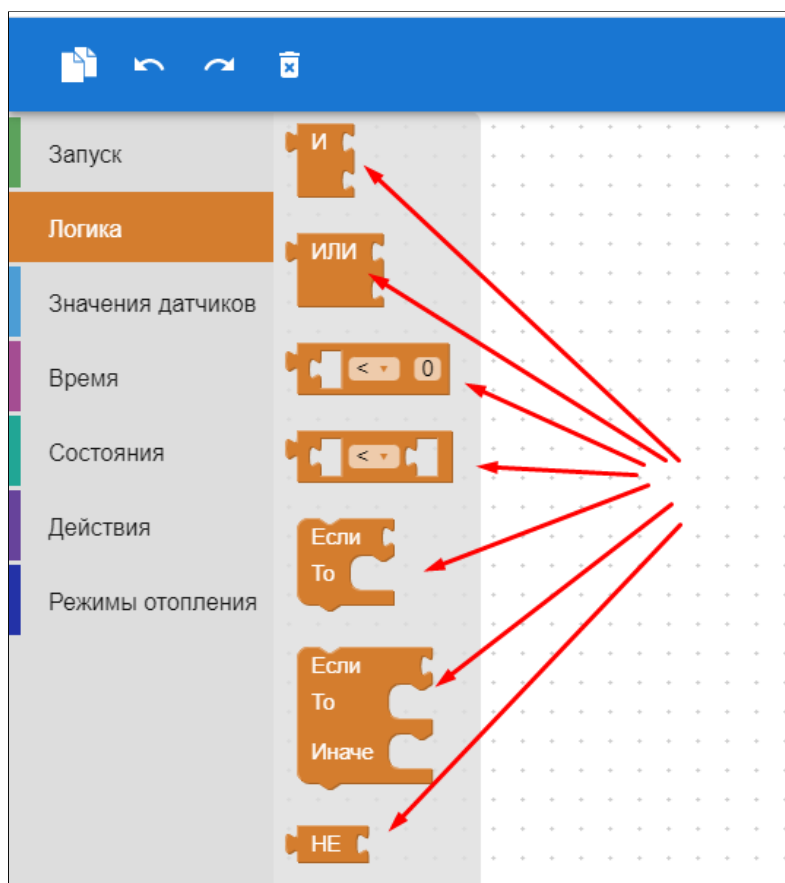 Запуск
Логика
Значения датчиков
Время
Состояния
Действия
Режимы отопления
И
ИЛИ
< 0
<
Если
То
Если
То
Иначе
НЕ